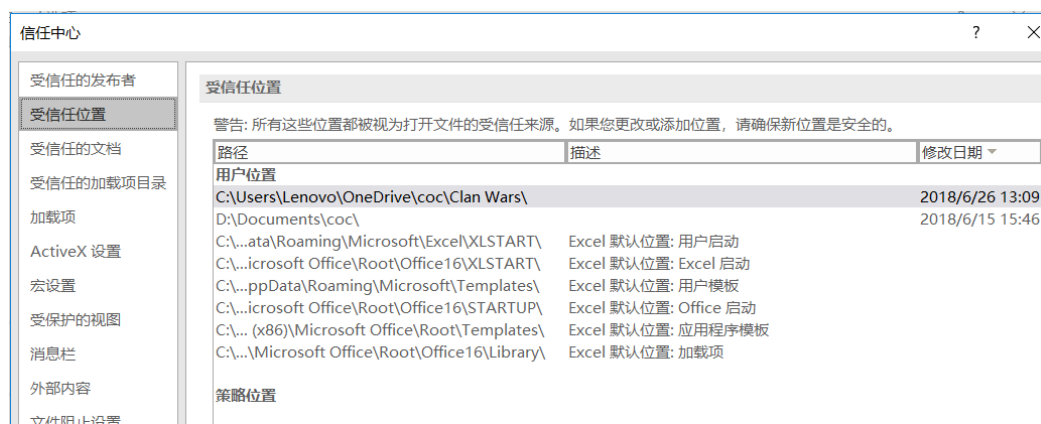 信任中心
?
受信任的发布者
受信任位置
受信任的文档
受信任的加载项目录
加载项
ActiveX 设置
宏设置
受保护的视图
消息栏
外部内容
文件阻止设置
受信任位置
警告: 所有这些位置都被视为打开文件的受信任来源。如果您更改或添加位置，请确保新位置是安全的。
路径 描述 修改日期
用户位置
C:\Users\Lenovo\OneDrive\coc\Clan Wars\ 2018/6/26 13:09
D:\Documents\coc\ 2018/6/15 15:46
C:\...ata\Roaming\Microsoft\Excel\XLSTART\ Excel 默认位置: 用户启动
C:\...icrosoft Office\Root\Office16\XLSTART\ Excel 默认位置: Excel 启动
C:\...ppData\Roaming\Microsoft\Templates\ Excel 默认位置: 用户模板
C:\...icrosoft Office\Root\Office16\STARTUP\ Excel 默认位置: Office 启动
C:\... (x86)\Microsoft Office\Root\Templates\ Excel 默认位置: 应用程序模板
C:\...\Microsoft Office\Root\Office16\Library\ Excel 默认位置: 加载项
策略位置